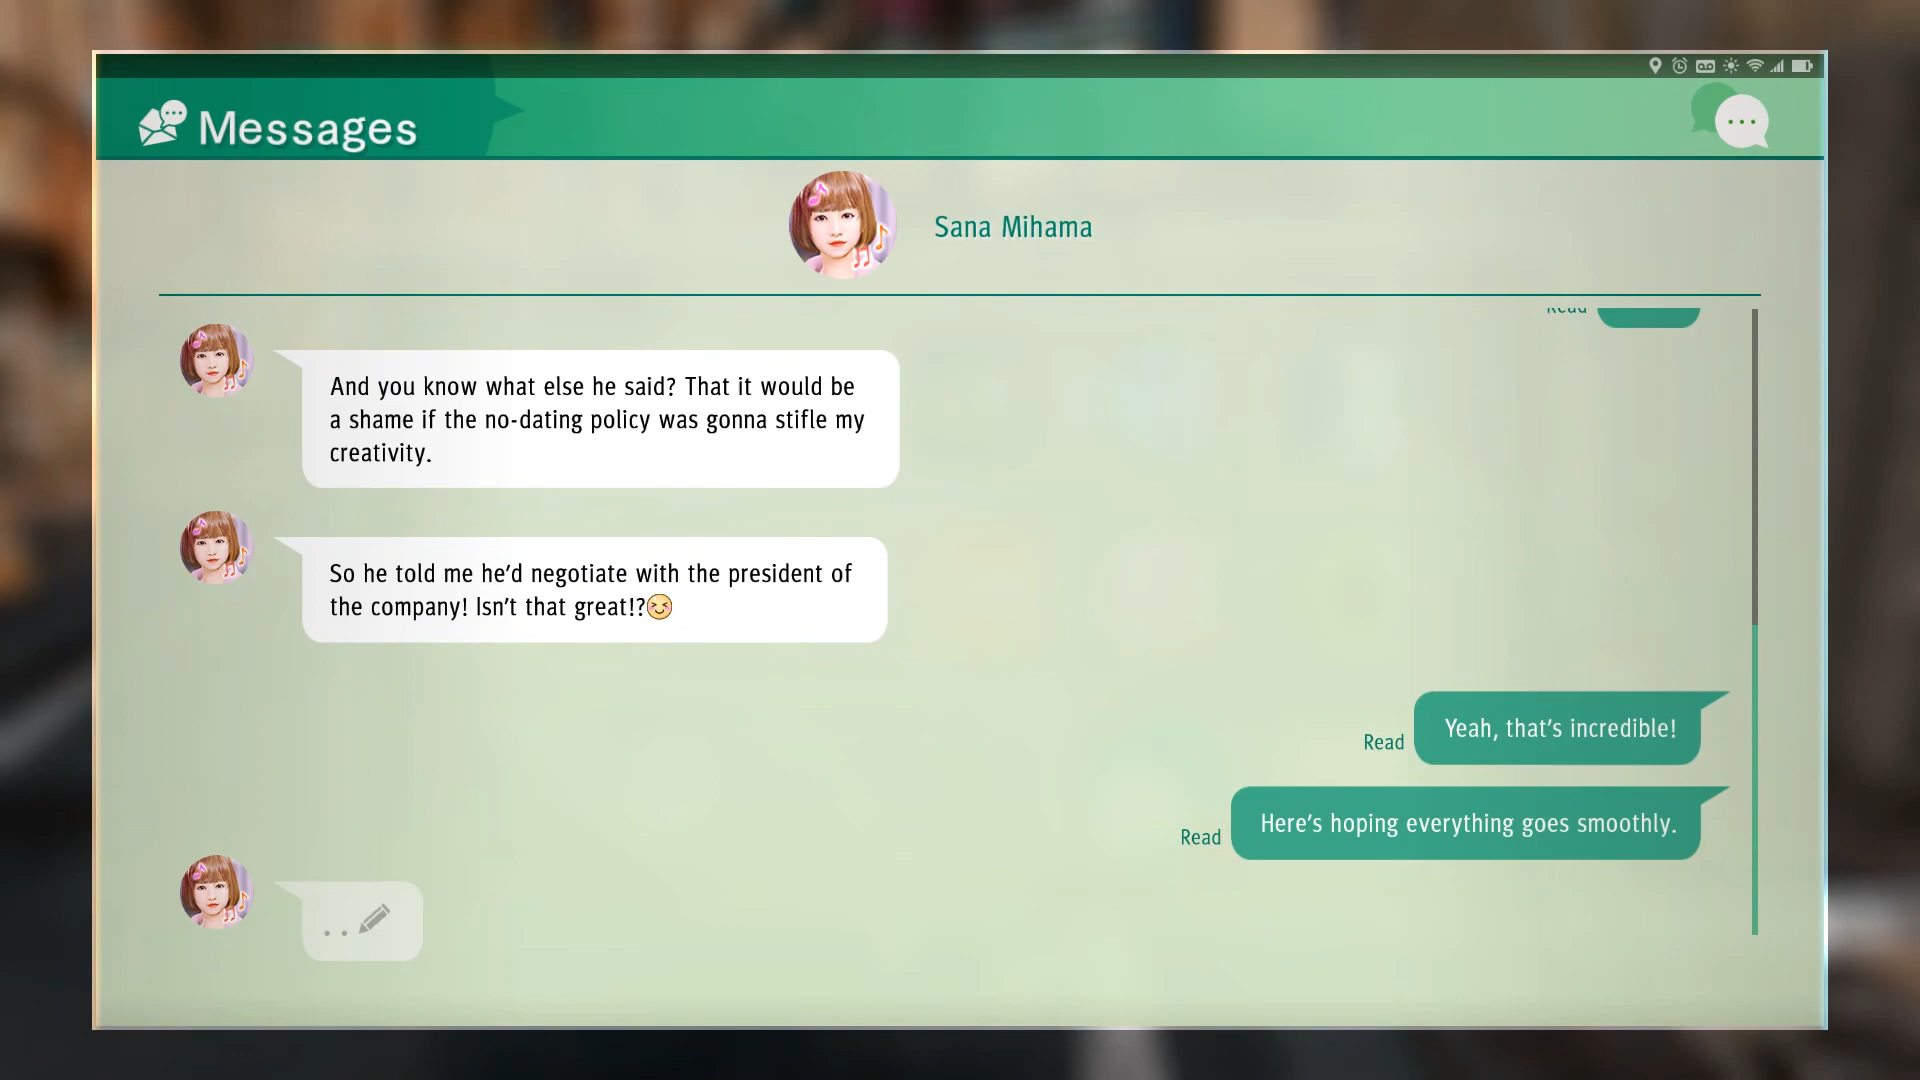 Messages
Sana Mihama
Read
And you know what else he said? That it would be
a shame if the no-dating policy was gonna stifle my
creativity.
So he told me he’d negotiate with the president of
the company! Isn’t that great!?😆
Yeah, that’s incredible!
Read
Here’s hoping everything goes smoothly.
Read